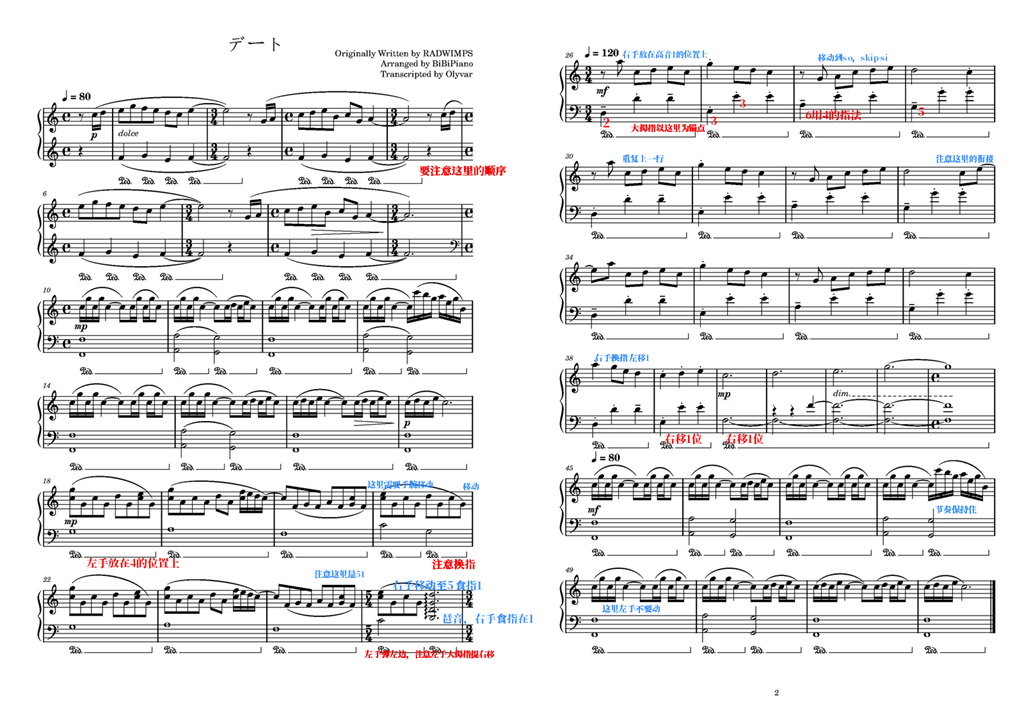 デート
Originally Written by RADWIMPS
Arranged by BiBiPiano
Transcribed by Olyvar
= 80
dolce
p
要注意这里的顺序
6
10
mp
14
p
18
这里需要手腕移动
移动
mp
左手放在4的位置上
注意换指
22
注意这里是51
右手移动至5 食指1
琶音，右手食指在1
左手弹左边，注意左手大拇指提右移
26
= 120
右手放在高音1的位置上
移动到so，skip si
mf
2
大拇指以这里为锚点
3
3
6用4的指法
5
30
重复上一行
注意这里的衔接
34
38
右手换指左移1
mp
dim.
右移1位
右移1位
= 80
45
mf
节奏保持住
49
这里左手不要动
2